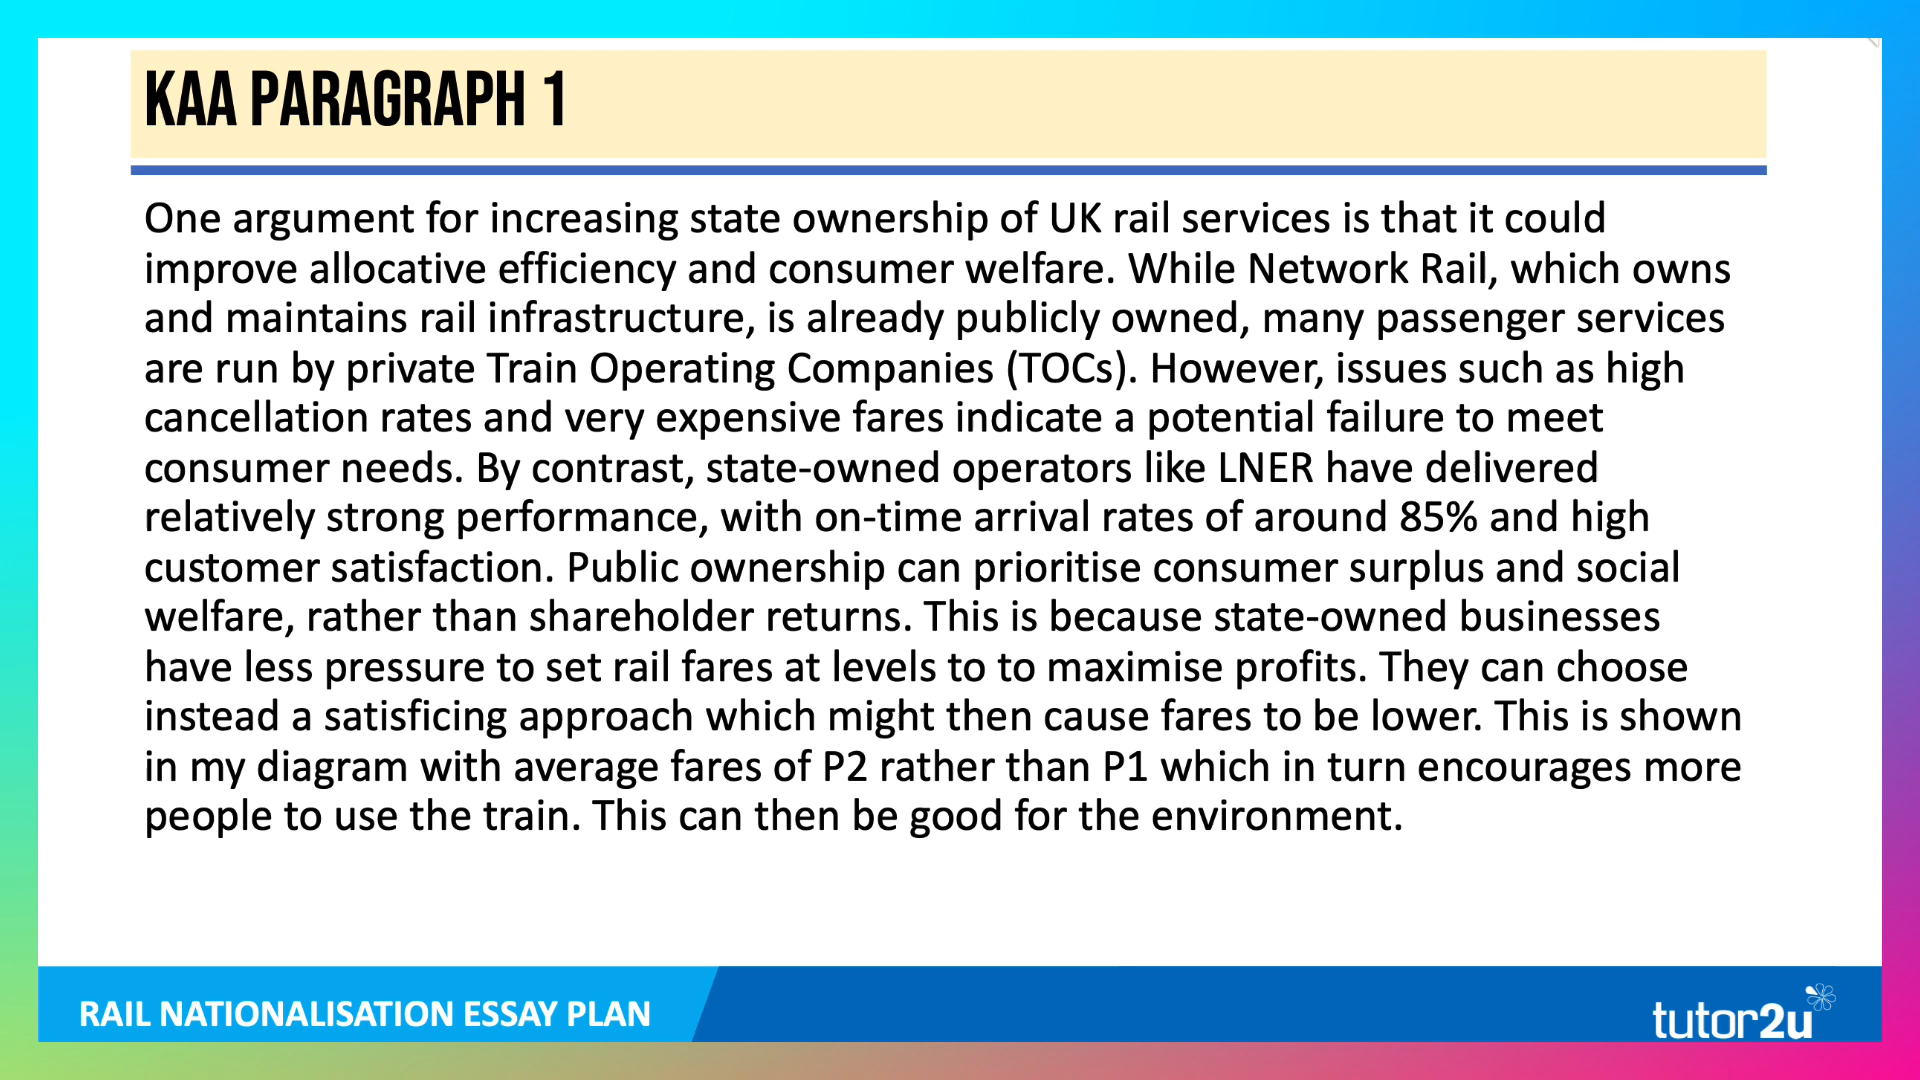 KAA PARAGRAPH 1
One argument for increasing state ownership of UK rail services is that it could
improve allocative efficiency and consumer welfare. While Network Rail, which owns
and maintains rail infrastructure, is already publicly owned, many passenger services
are run by private Train Operating Companies (TOCs). However, issues such as high
cancellation rates and very expensive fares indicate a potential failure to meet
consumer needs. By contrast, state-owned operators like LNER have delivered
relatively strong performance, with on-time arrival rates of around 85% and high
customer satisfaction. Public ownership can prioritise consumer surplus and social
welfare, rather than shareholder returns. This is because state-owned businesses
have less pressure to set rail fares at levels to to maximise profits. They can choose
instead a satisficing approach which might then cause fares to be lower. This is shown
in my diagram with average fares of P2 rather than P1 which in turn encourages more
people to use the train. This can then be good for the environment.
RAIL NATIONALISATION ESSAY PLAN
tutor2u